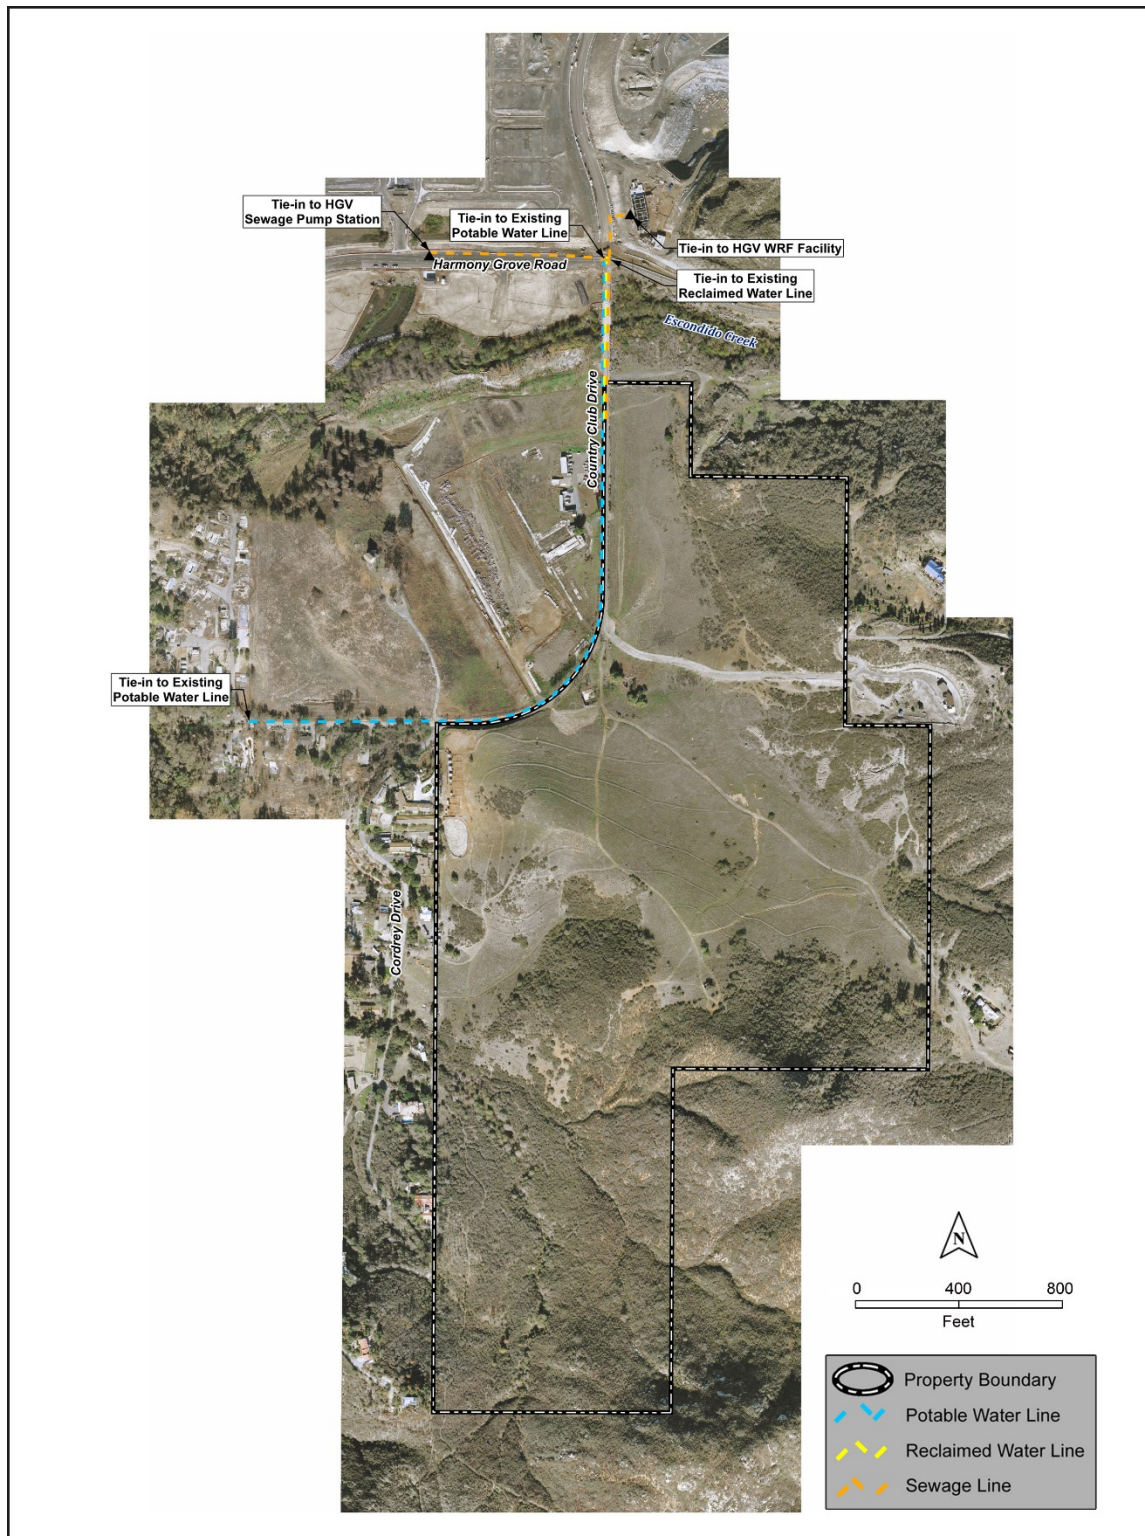 Tie-in to HGV
Sewage Pump Station
Tie-in to Existing
Potable Water Line
Tie-in to HGV WRF Facility
Harmony Grove Road
Tie-in to Existing
Reclaimed Water Line
Escondido Creek
Country Club Drive
Tie-in to Existing
Potable Water Line
Cordrey Drive
N
0 400 800
Feet
Property Boundary
Potable Water Line
Reclaimed Water Line
Sewage Line